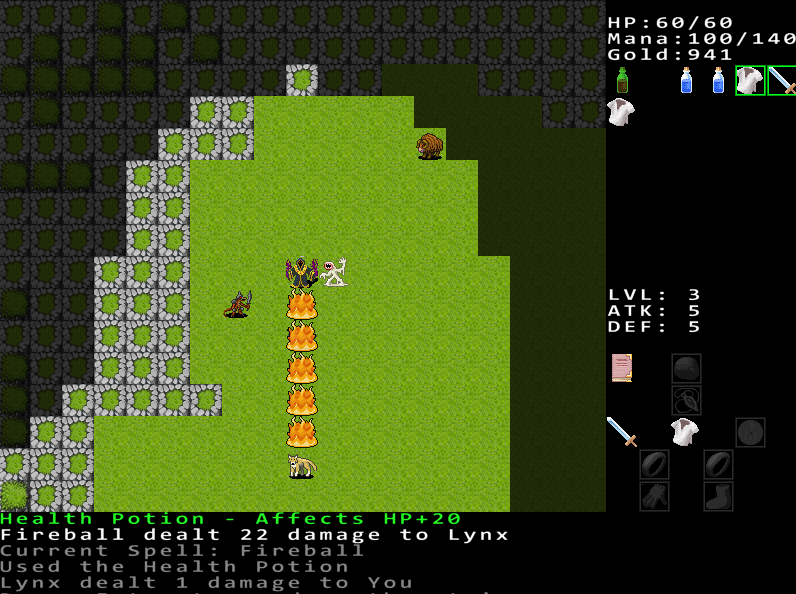 HP:60/60
Mana:100/140
Gold:941
LVL: 3
ATK: 5
DEF: 5
Health Potion - Affects HP+20
Fireball dealt 22 damage to Lynx
Current Spell: Fireball
Used the Health Potion
Lynx dealt 1 damage to You